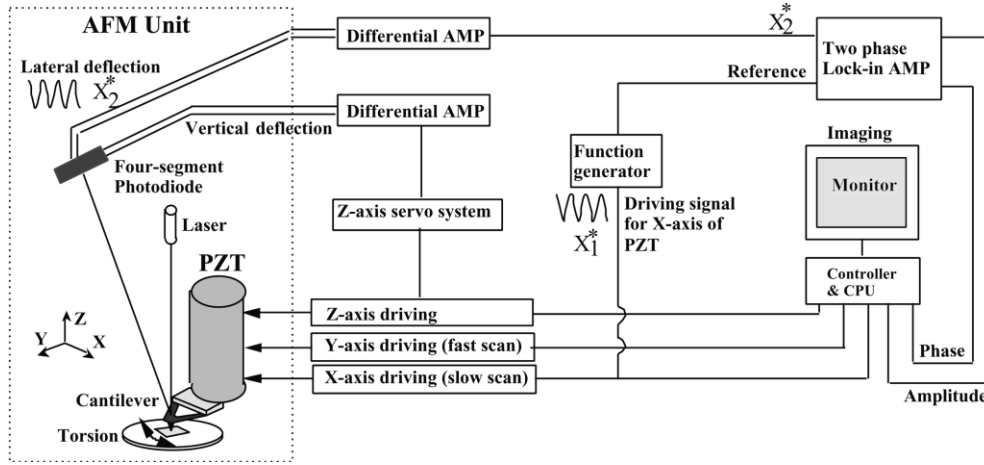 AFM Unit
Lateral deflection
X₂*
Differential AMP
X₂*
Two phase
Lock-in AMP
Reference
Differential AMP
Vertical deflection
Four-segment
Photodiode
Function
generator
Imaging
Monitor
Laser
Z-axis servo system
X₁*
Driving signal
for X-axis of
PZT
PZT
Controller
& CPU
Z
Y
X
Z-axis driving
Y-axis driving (fast scan)
X-axis driving (slow scan)
Phase
Amplitude
Cantilever
Torsion